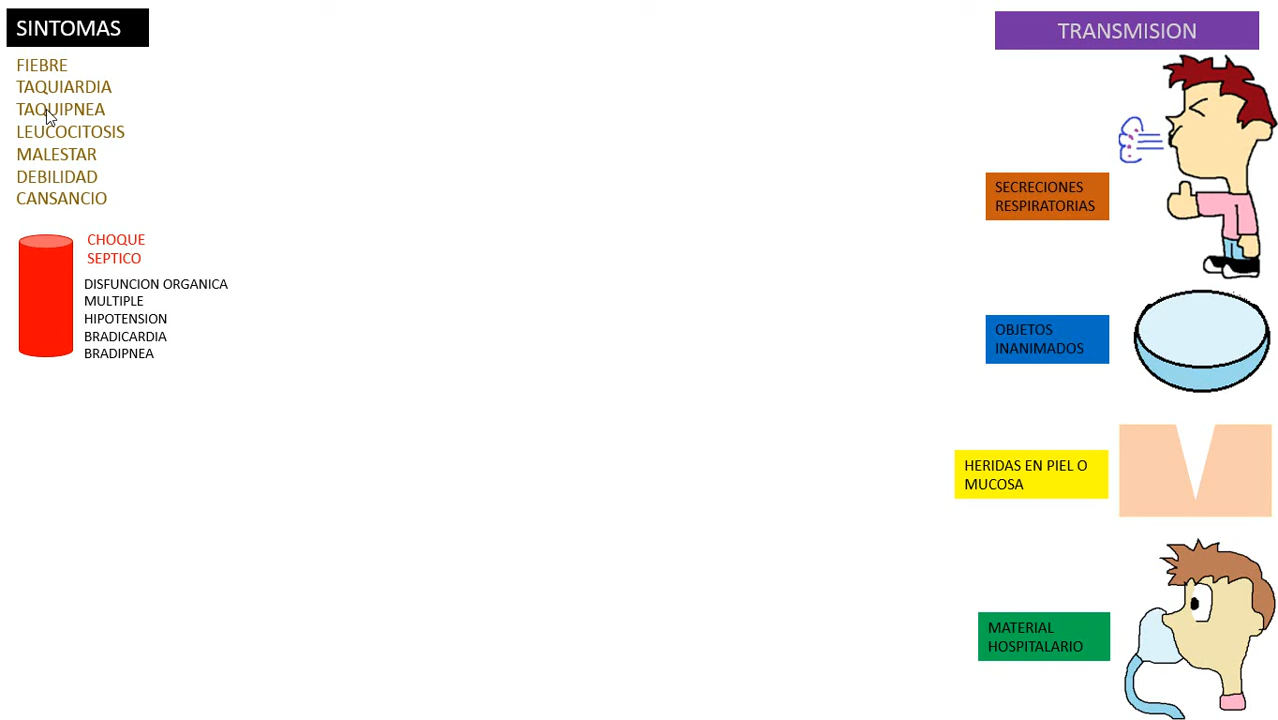 SINTOMAS
FIEBRE
TAQUIARDIA
TAQUIPNEA
LEUCOCITOSIS
MALESTAR
DEBILIDAD
CANSANCIO
CHOQUE
SEPTICO
DISFUNCION ORGANICA
MULTIPLE
HIPOTENSION
BRADICARDIA
BRADIPNEA
TRANSMISION
SECRECIONES
RESPIRATORIAS
OBJETOS
INANIMADOS
HERIDAS EN PIEL O
MUCOSA
MATERIAL
HOSPITALARIO